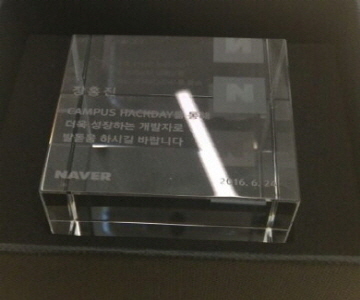 장홍진
CAMPUS HACKDAY를 통해
더욱 성장하는 개발자로
발돋움 하시길 바랍니다
NAVER
2016. 6. 24